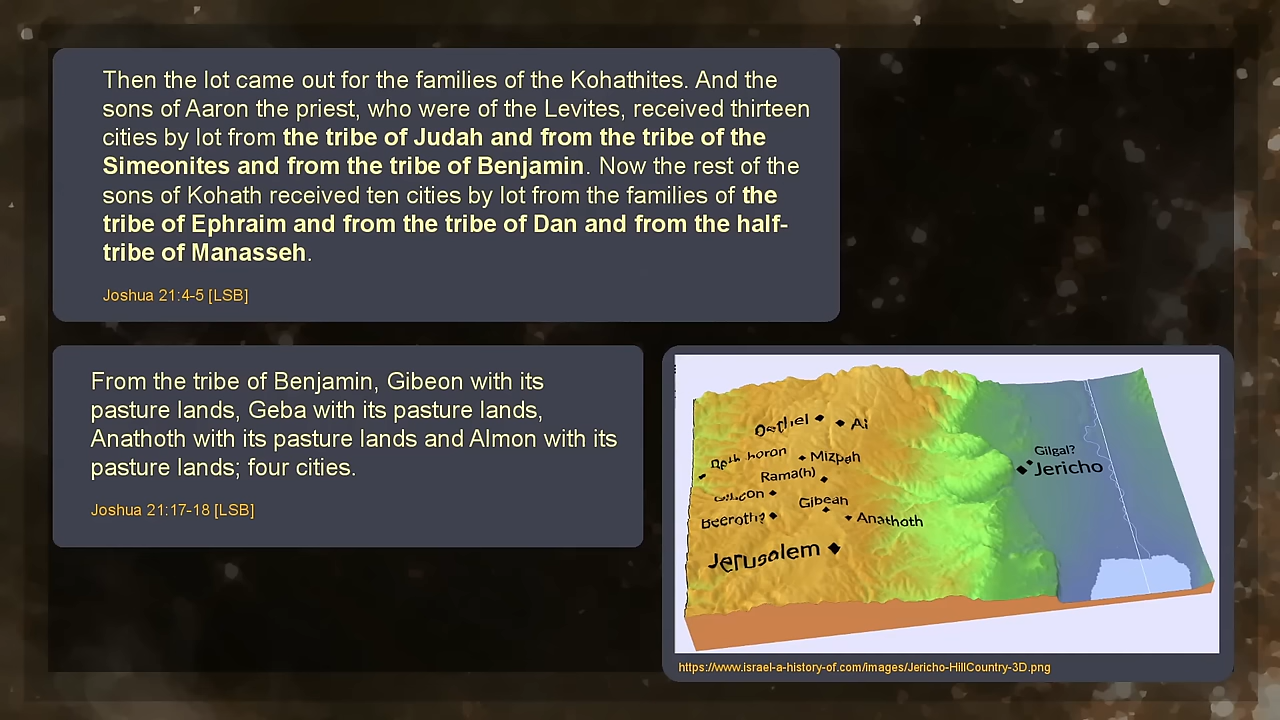 Then the lot came out for the families of the Kohathites. And the
sons of Aaron the priest, who were of the Levites, received thirteen
cities by lot from the tribe of Judah and from the tribe of the
Simeonites and from the tribe of Benjamin. Now the rest of the
sons of Kohath received ten cities by lot from the families of the
tribe of Ephraim and from the tribe of Dan and from the half-
tribe of Manasseh.
Joshua 21:4-5 [LSB]
From the tribe of Benjamin, Gibeon with its
pasture lands, Geba with its pasture lands,
Anathoth with its pasture lands and Almon with its
pasture lands; four cities.
Joshua 21:17-18 [LSB]
Bethel Ai
horon Mizpah
Rama(h)
Gibeah
Beeroth? Anathoth
Jerusalem
Gilgal?
Jericho
https://www.israel-a-history-of.com/images/Jericho-HillCountry-3D.png